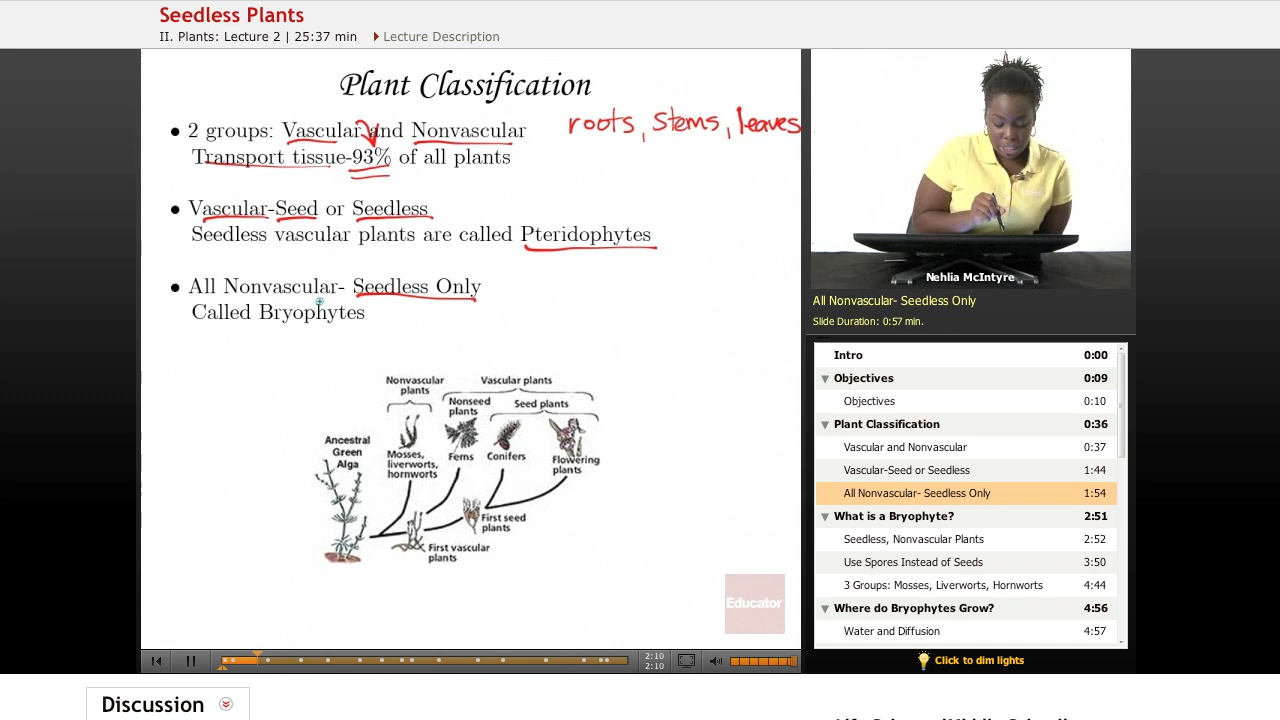 Seedless Plants
II. Plants: Lecture 2 | 25:37 min
Lecture Description
Plant Classification
• 2 groups: Vascular and Nonvascular
Transport tissue-93% of all plants
roots, stems, leaves
• Vascular-Seed or Seedless
Seedless vascular plants are called Pteridophytes
• All Nonvascular- Seedless Only
Called Bryophytes
Nonvascular
plants
Vascular plants
Nonseed
plants
Seed plants
Ancestral
Green
Alga
Mosses,
liverworts,
hornworts
Ferns
Conifers
Flowering
plants
First seed
plants
First vascular
plants
Educator
2:10
2:10
Nehlia McIntyre
All Nonvascular- Seedless Only
Slide Duration: 0:57 min.
Intro 0:00
Objectives 0:09
Objectives 0:10
Plant Classification 0:36
Vascular and Nonvascular 0:37
Vascular-Seed or Seedless 1:44
All Nonvascular- Seedless Only 1:54
What is a Bryophyte? 2:51
Seedless, Nonvascular Plants 2:52
Use Spores Instead of Seeds 3:50
3 Groups: Mosses, Liverworts, Hornworts 4:44
Where do Bryophytes Grow? 4:56
Water and Diffusion 4:57
Click to dim lights
Discussion